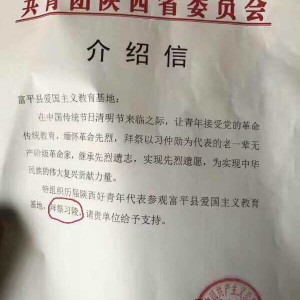 共青团陕西省委员会
介绍信
富平县爱国主义教育基地：
在中国传统节日清明节来临之际，让青年接受党的革命
传统教育，缅怀革命先烈，拜祭以习仲勋为代表的老一辈无
产阶级革命家，继承先烈遗志，实现先烈遗愿，为实现中华
民族的伟大复兴贡献力量。
特组织历届陕西好青年代表参观富平县爱国主义教育
基地，拜祭习陵，请贵单位给予支持。
国共产主义